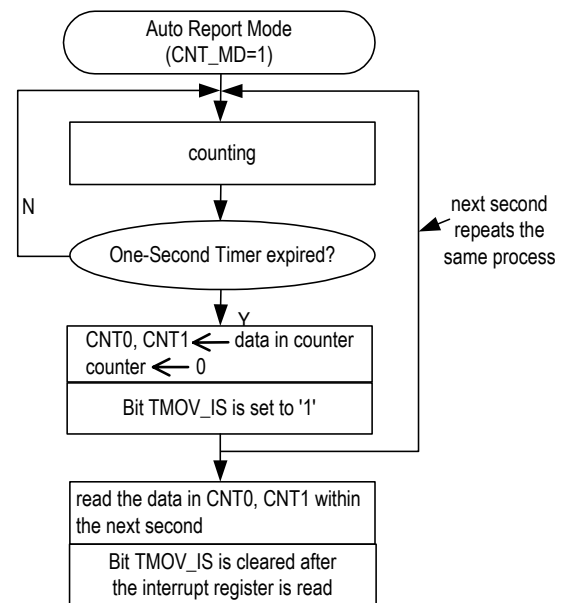 Auto Report Mode
(CNT_MD=1)
counting
N
next second
repeats the
same process
One-Second Timer expired?
Y
CNT0, CNT1 ← data in counter
counter ← 0
Bit TMOV_IS is set to '1'
read the data in CNT0, CNT1 within
the next second
Bit TMOV_IS is cleared after
the interrupt register is read